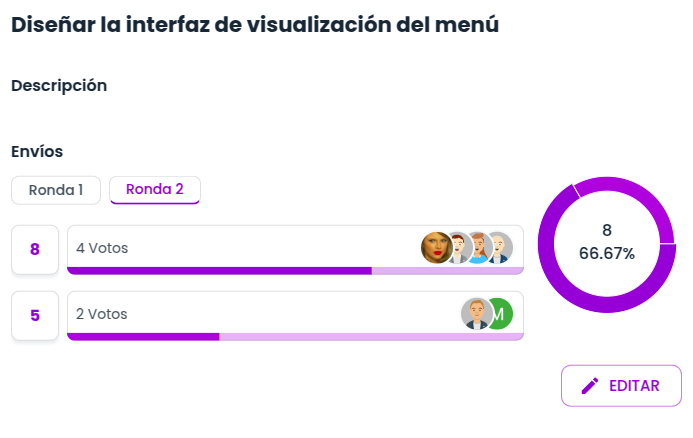 Diseñar la interfaz de visualización del menú
Descripción
Envíos
Ronda 1
Ronda 2
8
4 Votos
5
2 Votos
M
8
66.67%
EDITAR